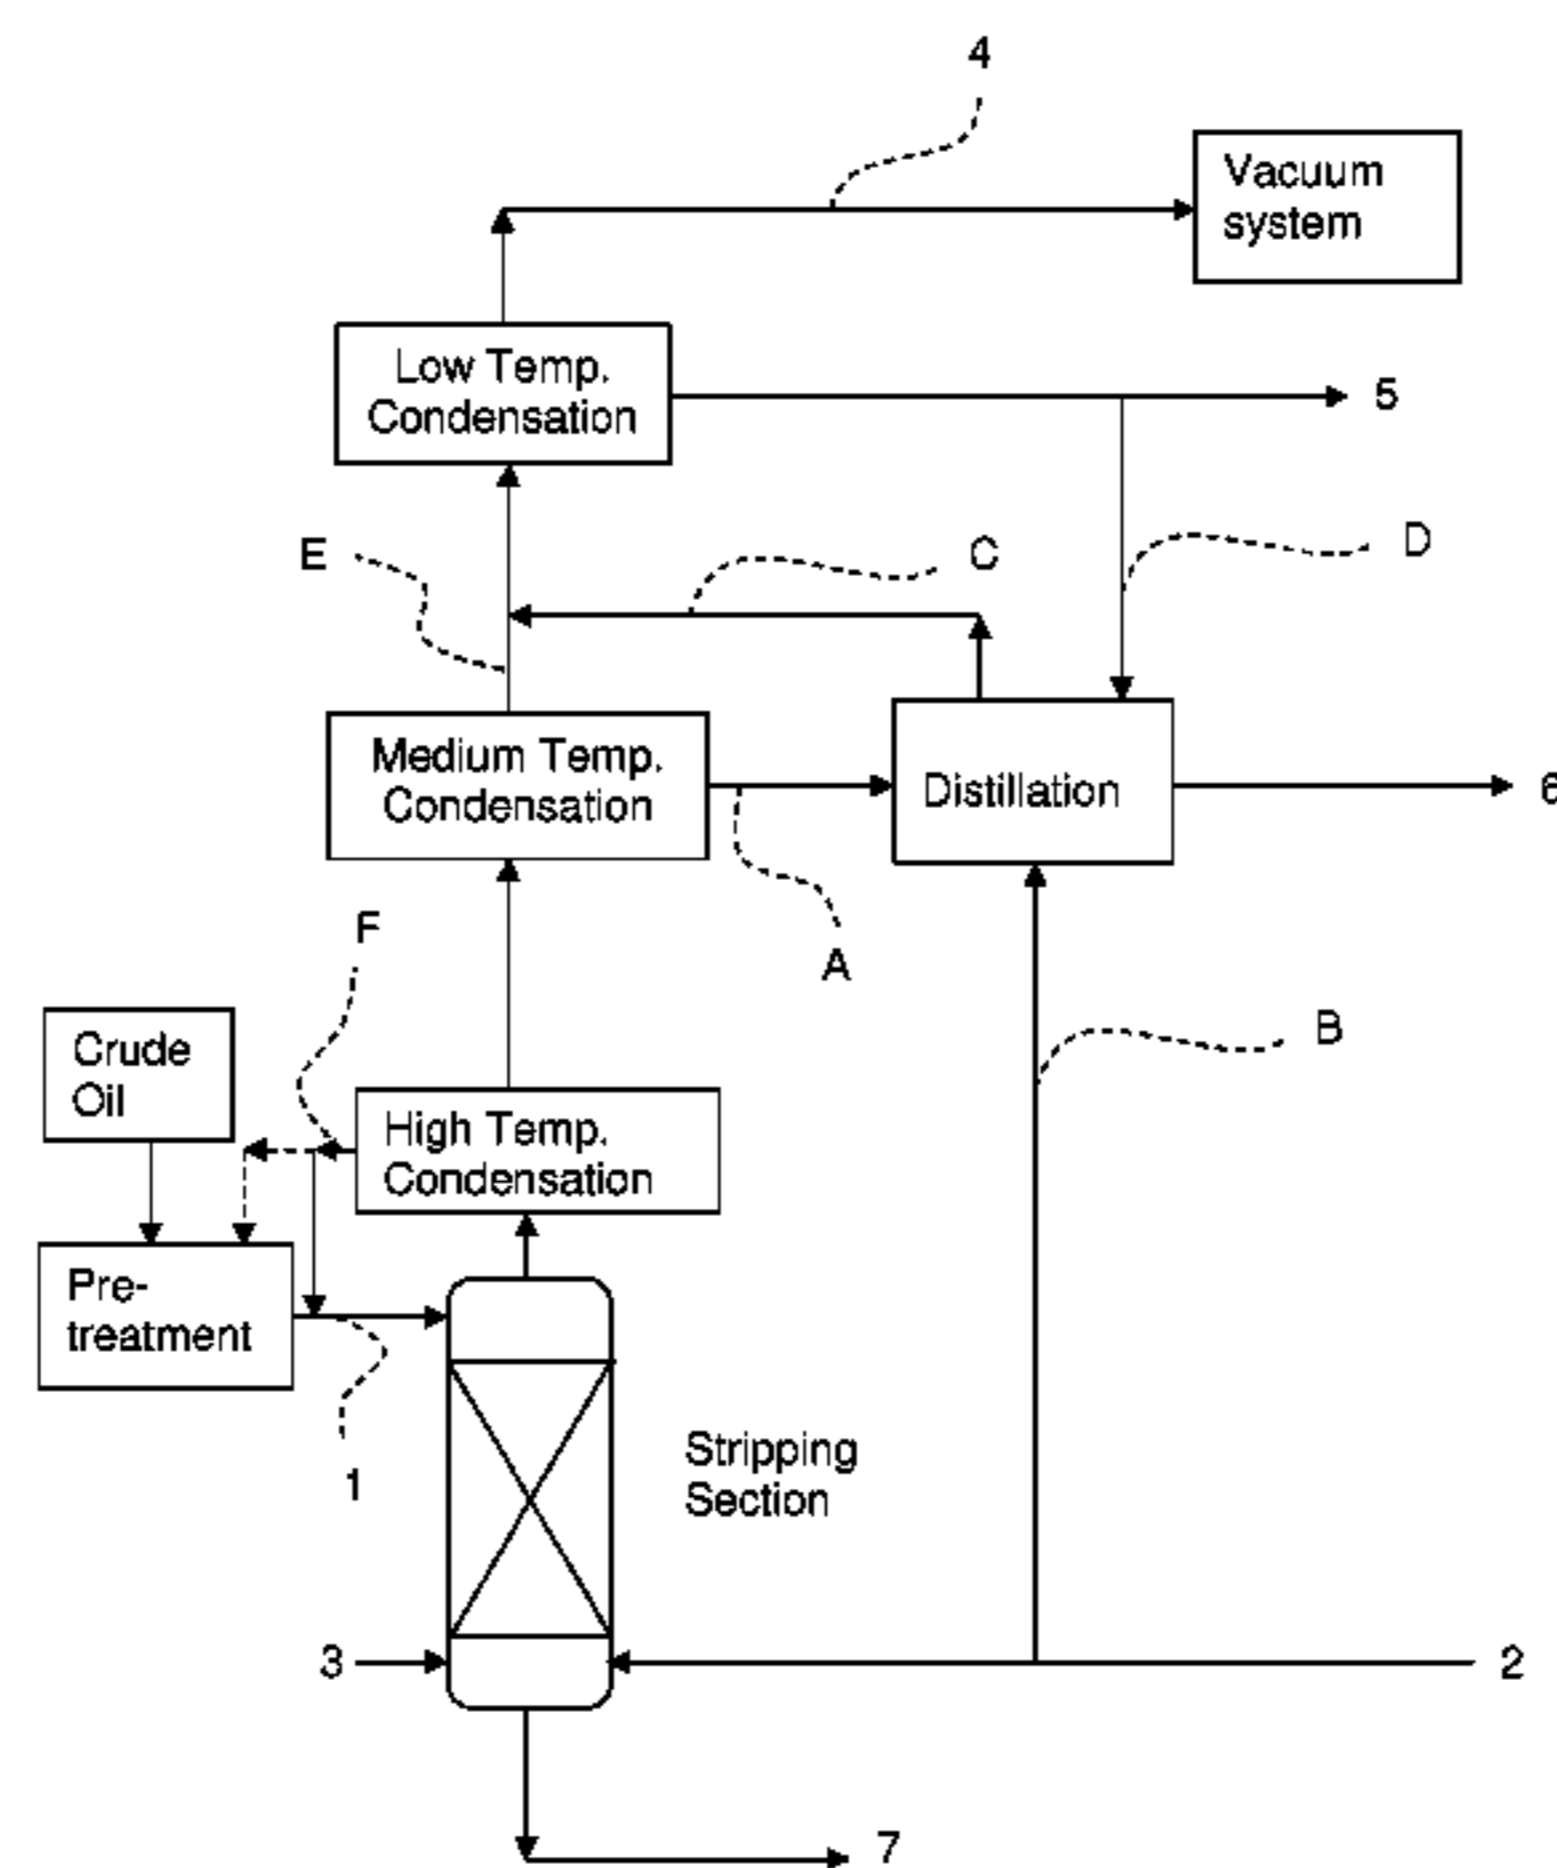 4
Vacuum
system
Low Temp.
Condensation
5
E
C
D
Medium Temp.
Condensation
Distillation
6
F
A
B
Crude
Oil
High Temp.
Condensation
Pre-
treatment
1
Stripping
Section
3
2
7